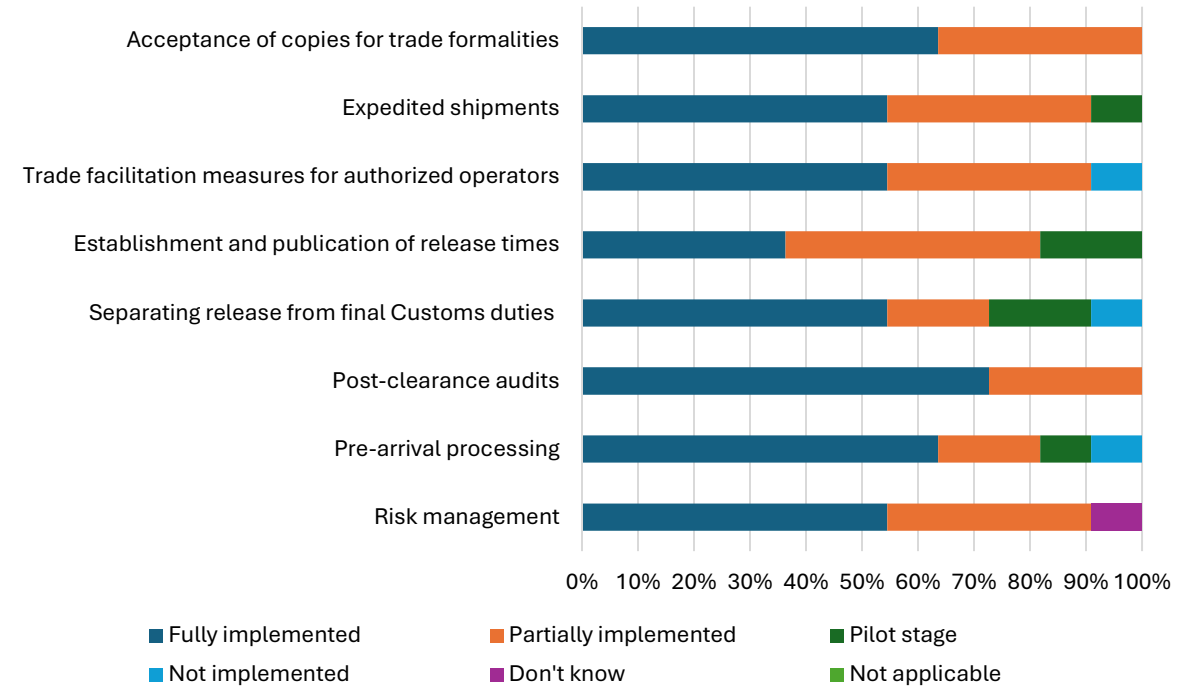 Acceptance of copies for trade formalities
Expedited shipments
Trade facilitation measures for authorized operators
Establishment and publication of release times
Separating release from final Customs duties
Post-clearance audits
Pre-arrival processing
Risk management
0% 10% 20% 30% 40% 50% 60% 70% 80% 90% 100%
Fully implemented Partially implemented Pilot stage
Not implemented Don't know Not applicable